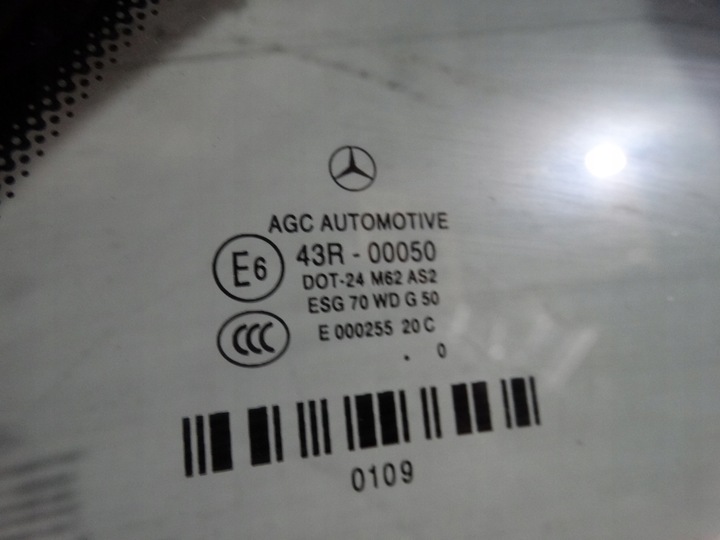 AGC AUTOMOTIVE
E6 43R - 00050
DOT-24 M62 AS2
ESG 70 WD G 50
CCC E 000255 20 C
. 0
0109